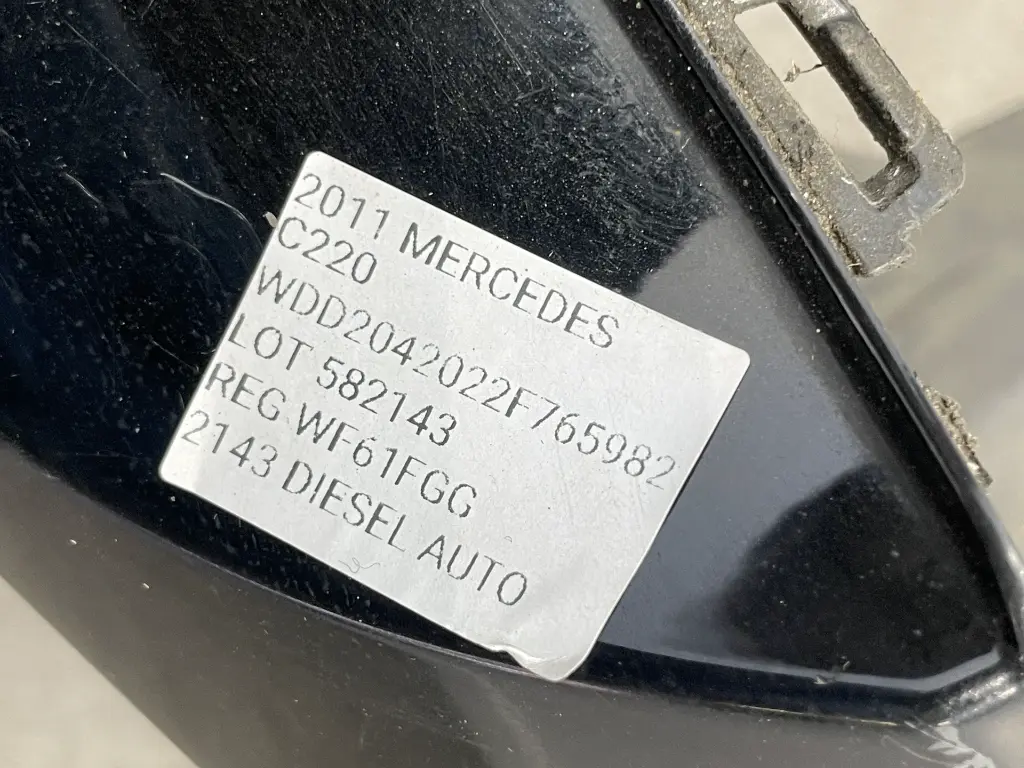 2011 MERCEDES
C220
WDD2042022F765982
LOT 582143
REG WF61FGG
2143 DIESEL AUTO